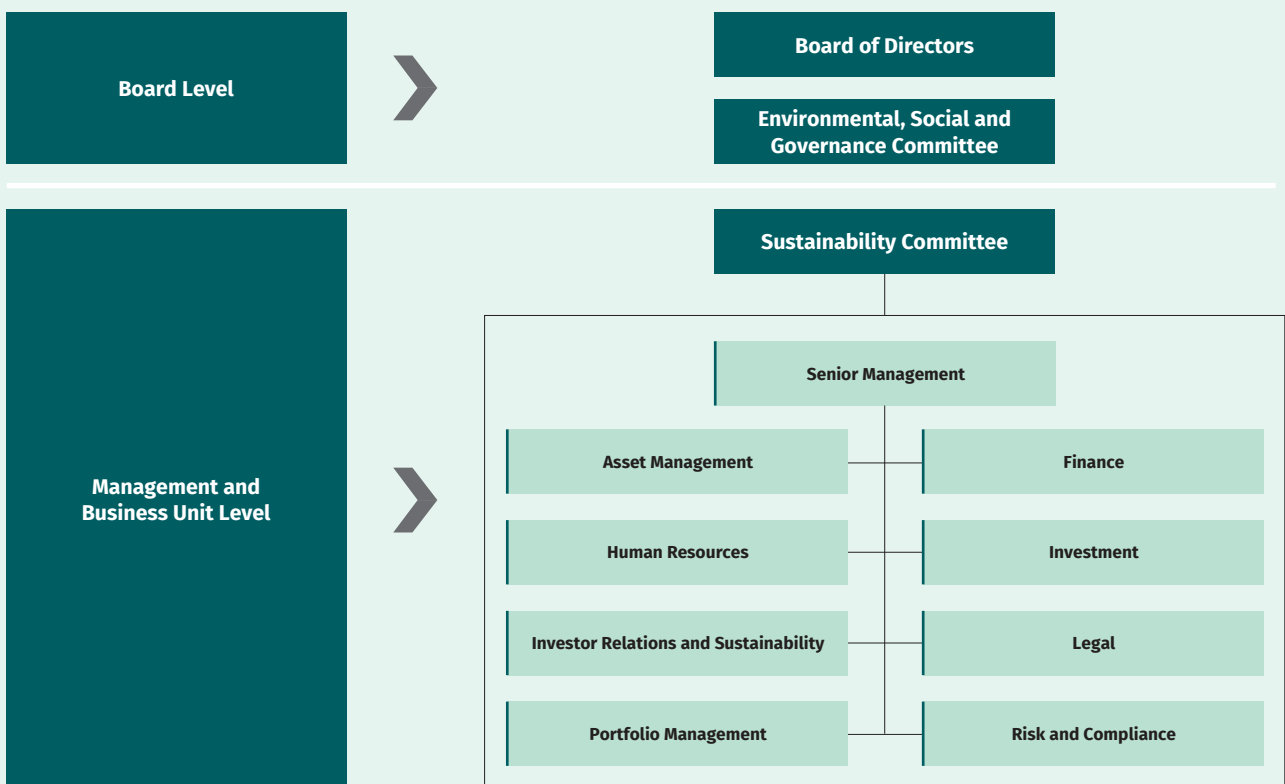 Board Level
Board of Directors
Environmental, Social and
Governance Committee
Management and
Business Unit Level
Sustainability Committee
Senior Management
Asset Management
Finance
Human Resources
Investment
Investor Relations and Sustainability
Legal
Portfolio Management
Risk and Compliance